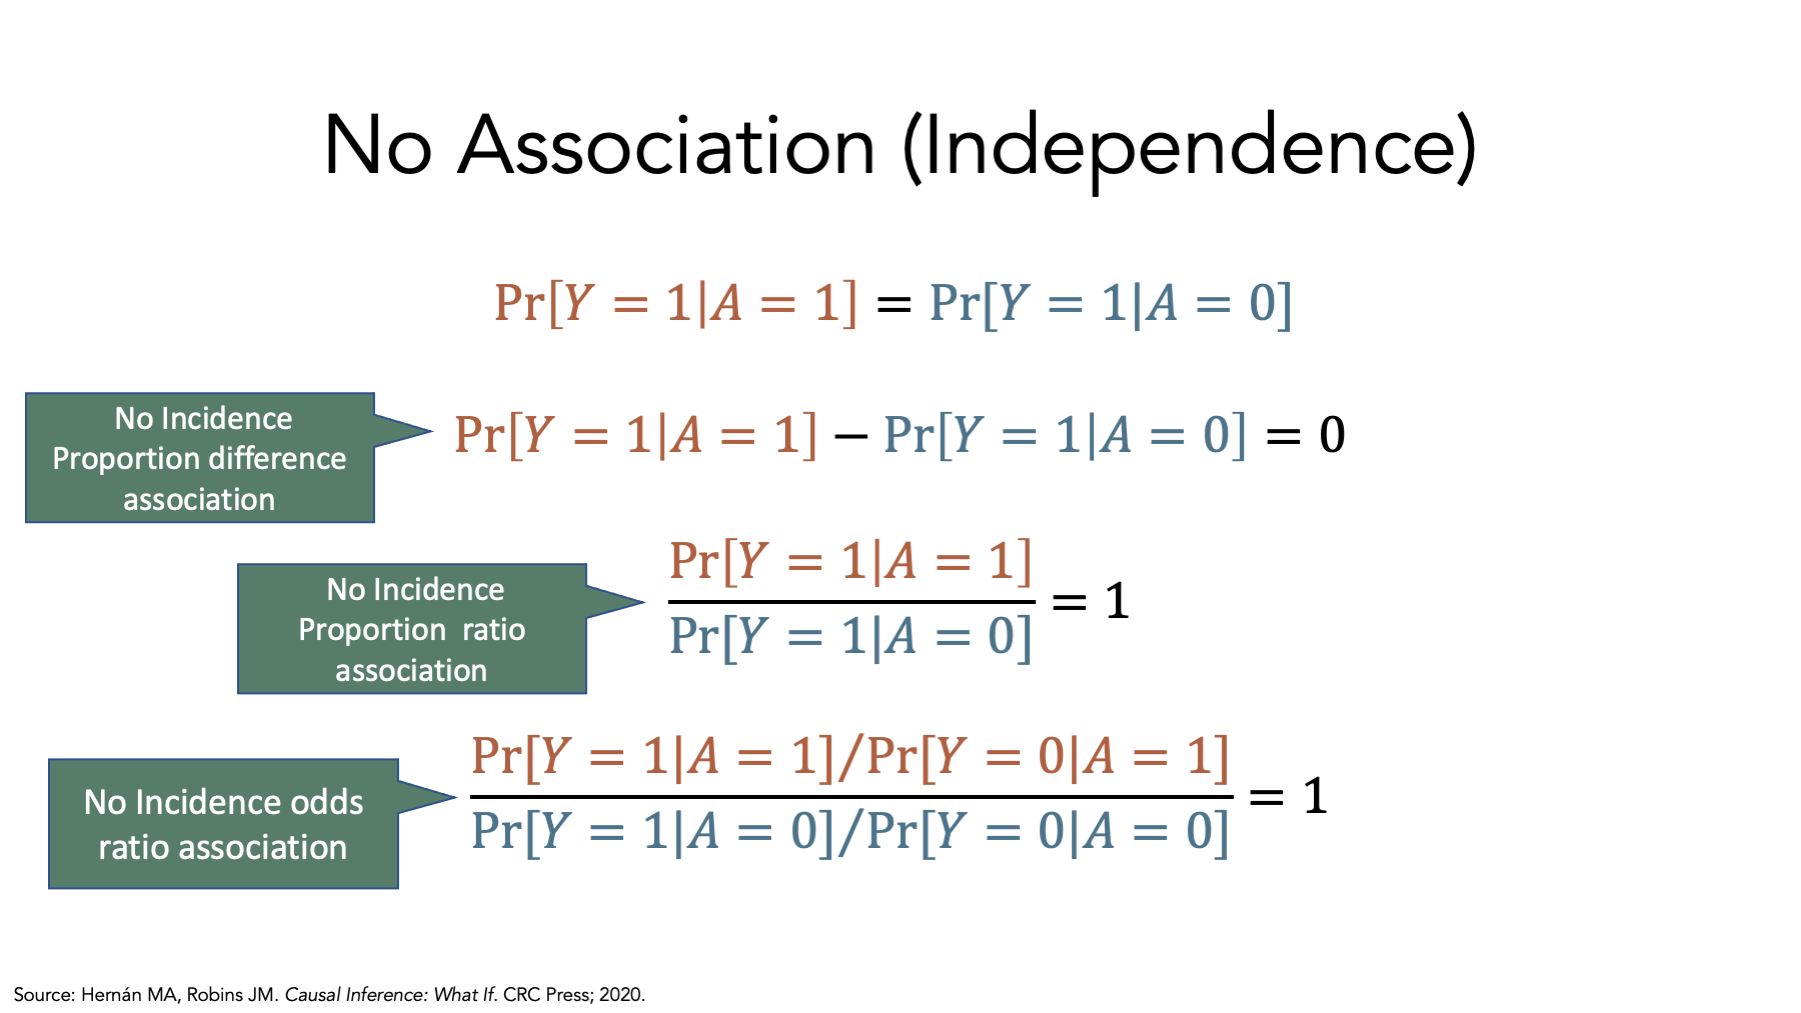 No Association (Independence)
Pr[Y = 1|A = 1] = Pr[Y = 1|A = 0]
No Incidence
Proportion difference
association
Pr[Y = 1|A = 1] − Pr[Y = 1|A = 0] = 0
No Incidence
Proportion ratio
association
Pr[Y = 1|A = 1]
= 1
Pr[Y = 1|A = 0]
No Incidence odds
ratio association
Pr[Y = 1|A = 1]/Pr[Y = 0|A = 1]
= 1
Pr[Y = 1|A = 0]/Pr[Y = 0|A = 0]
Source: Hernán MA, Robins JM. Causal Inference: What If. CRC Press; 2020.